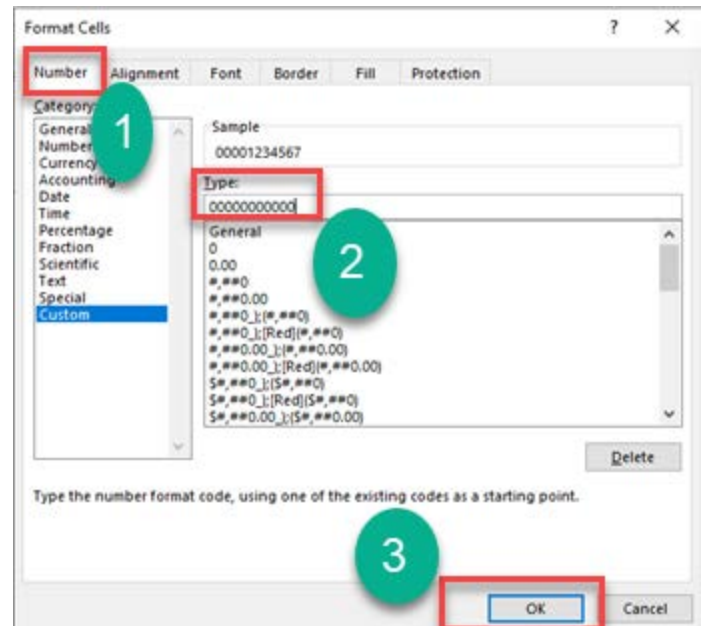 Format Cells ? ×
Number Alignment Font Border Fill Protection
Category:
General
Number
Currency
Accounting
Date
Time
Percentage
Fraction
Scientific
Text
Special
Custom
1
Sample
00001234567
Type:
00000000000
2
General
0
0.00
#,##0
#,##0.00
#,##0_);(#,##0)
#,##0_);[Red](#,##0)
#,##0.00_);(#,##0.00)
#,##0.00_);[Red](#,##0.00)
$#,##0_);($#,##0)
$#,##0_);[Red]($#,##0)
$#,##0.00_);($#,##0.00)
Delete
Type the number format code, using one of the existing codes as a starting point.
3
OK Cancel